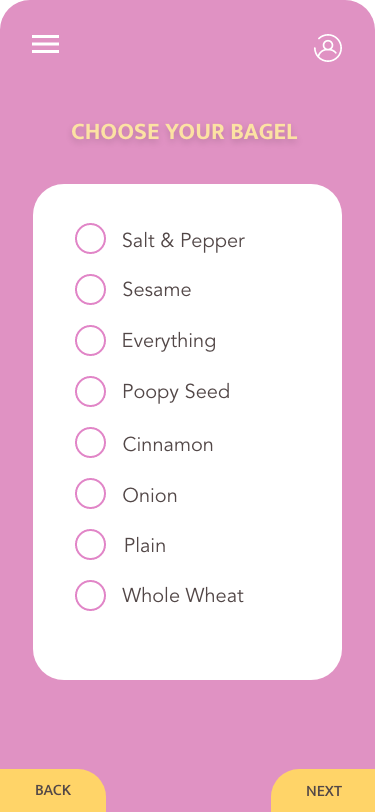 CHOOSE YOUR BAGEL
Salt & Pepper
Sesame
Everything
Poopy Seed
Cinnamon
Onion
Plain
Whole Wheat
BACK
NEXT